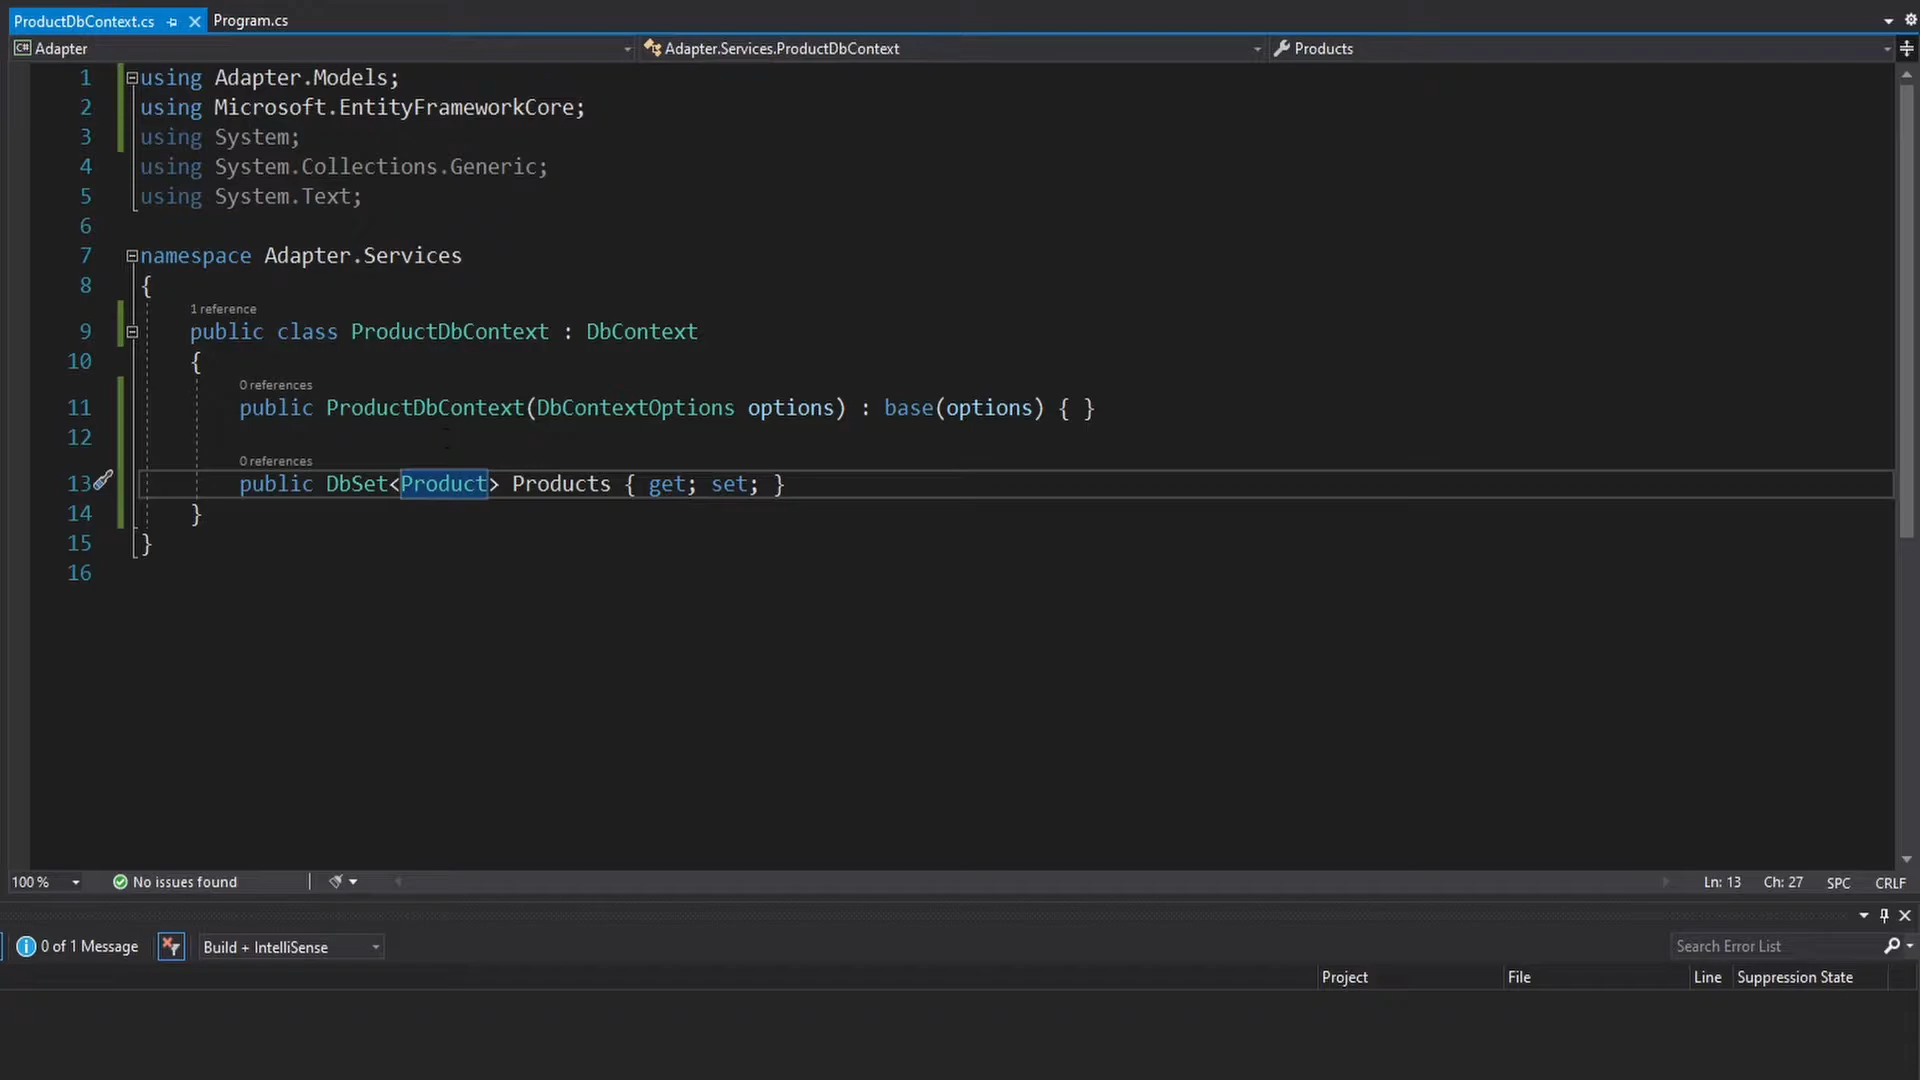 ProductDbContext.cs Program.cs
C# Adapter Adapter.Services.ProductDbContext Products
1 using Adapter.Models;
2 using Microsoft.EntityFrameworkCore;
3 using System;
4 using System.Collections.Generic;
5 using System.Text;
6
7 namespace Adapter.Services
8 {
1 reference
9 public class ProductDbContext : DbContext
10 {
0 references
11 public ProductDbContext(DbContextOptions options) : base(options) { }
12
0 references
13 public DbSet<Product> Products { get; set; }
14 }
15 }
16
100 % No issues found Ln: 13 Ch: 27 SPC CRLF
0 of 1 Message Build + IntelliSense Search Error List
Project File Line Suppression State